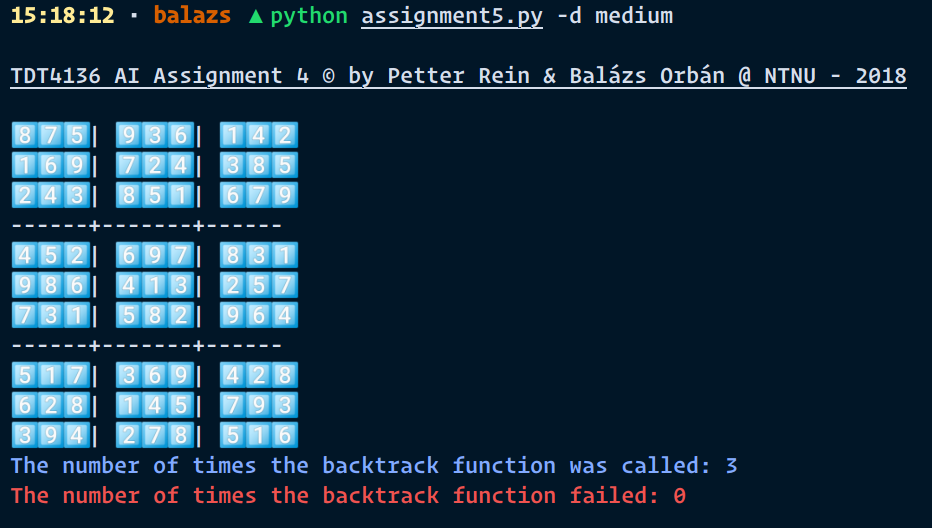 15:18:12 · balazs ▲ python assignment5.py -d medium
TDT4136 AI Assignment 4 © by Petter Rein & Balázs Orbán @ NTNU - 2018
875| 936| 142
169| 724| 385
243| 851| 679
------+-------+------
452| 697| 831
986| 413| 257
731| 582| 964
------+-------+------
517| 369| 428
628| 145| 793
394| 278| 516
The number of times the backtrack function was called: 3
The number of times the backtrack function failed: 0